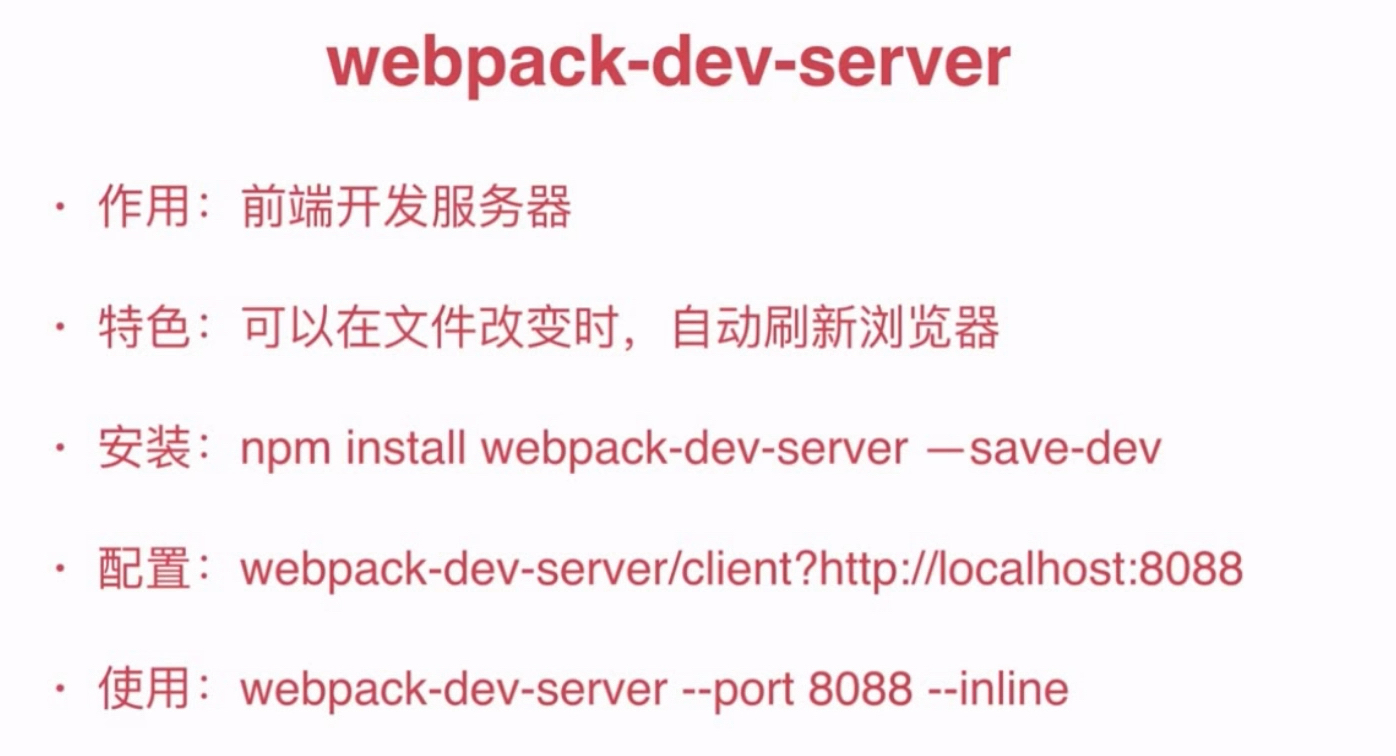 webpack-dev-server
· 作用：前端开发服务器
· 特色：可以在文件改变时，自动刷新浏览器
· 安装：npm install webpack-dev-server —save-dev
· 配置：webpack-dev-server/client?http://localhost:8088
· 使用：webpack-dev-server --port 8088 --inline